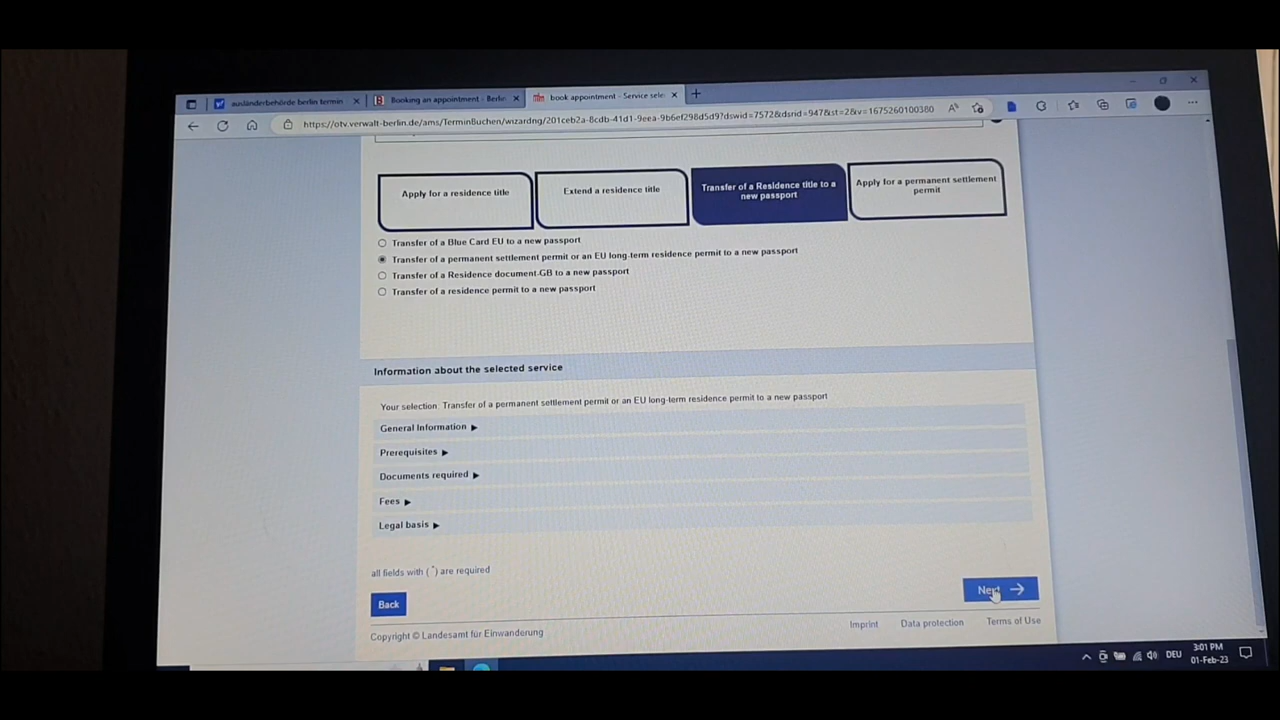 ausländerbehörde berlin termin
Booking an appointment - Berlin
book appointment - Service sele
https://otv.verwalt-berlin.de/ams/TerminBuchen/wizardng/201ceb2a-8cdb-41d1-9eea-9b6ef298d5d9?dswid=7572&dsrid=947&st=2&v=1675260100380
Apply for a residence title
Extend a residence title
Transfer of a Residence title to a
new passport
Apply for a permanent settlement
permit
Transfer of a Blue Card EU to a new passport
Transfer of a permanent settlement permit or an EU long-term residence permit to a new passport
Transfer of a Residence document-GB to a new passport
Transfer of a residence permit to a new passport
Information about the selected service
Your selection: Transfer of a permanent settlement permit or an EU long-term residence permit to a new passport
General Information
Prerequisites
Documents required
Fees
Legal basis
all fields with (*) are required
Next
Back
Copyright © Landesamt für Einwanderung
Imprint
Data protection
Terms of Use
DEU
3:01 PM
01-Feb-23